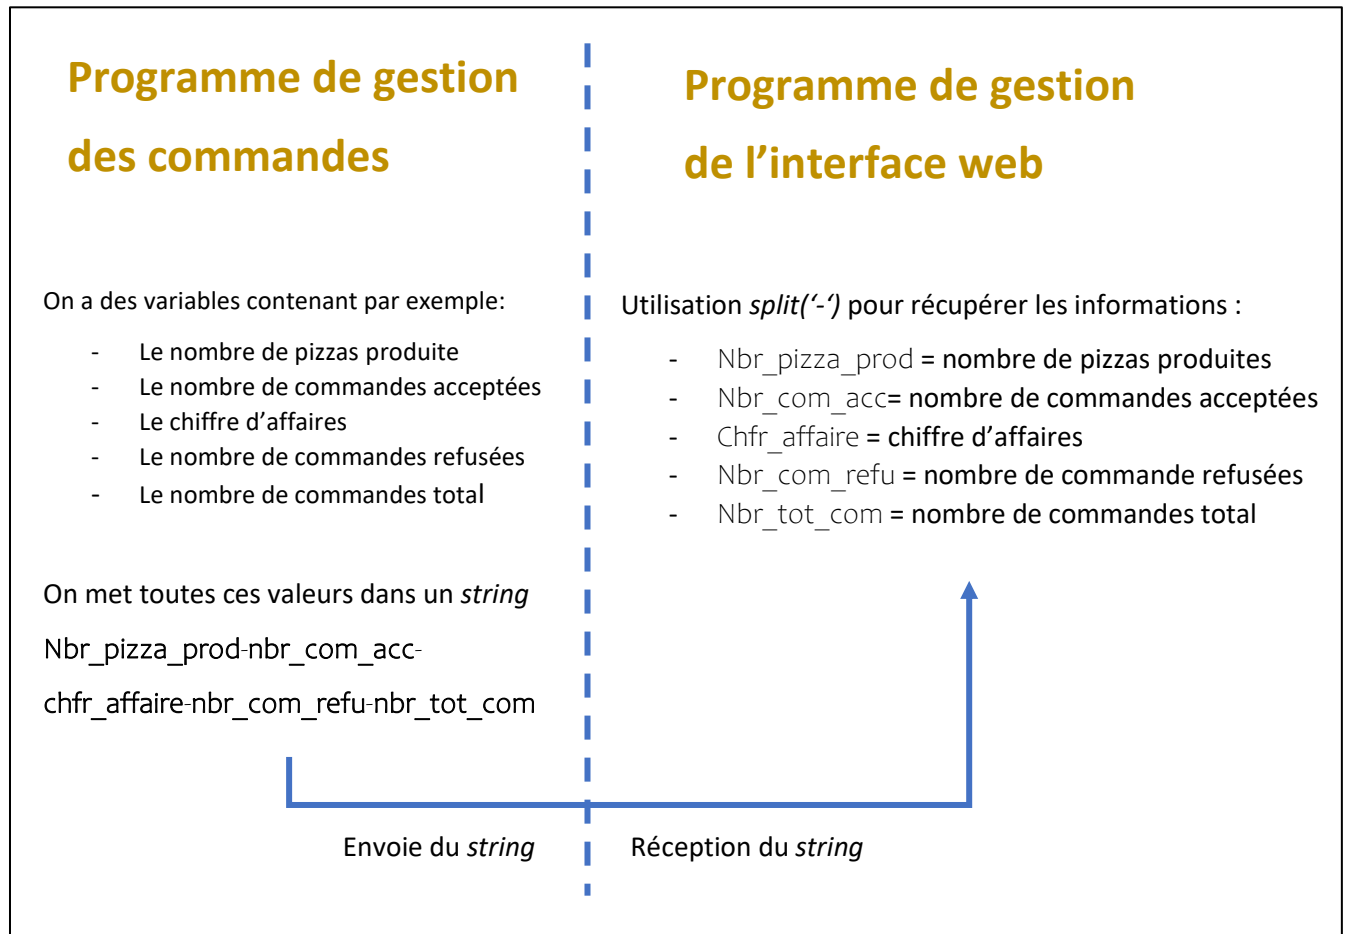 Programme de gestion
des commandes
On a des variables contenant par exemple:
- Le nombre de pizzas produite
- Le nombre de commandes acceptées
- Le chiffre d’affaires
- Le nombre de commandes refusées
- Le nombre de commandes total
On met toutes ces valeurs dans un string
Nbr_pizza_prod-nbr_com_acc-
chfr_affaire-nbr_com_refu-nbr_tot_com
Envoie du string
Programme de gestion
de l’interface web
Utilisation split(‘-‘) pour récupérer les informations :
- Nbr_pizza_prod = nombre de pizzas produites
- Nbr_com_acc= nombre de commandes acceptées
- Chfr_affaire = chiffre d’affaires
- Nbr_com_refu = nombre de commande refusées
- Nbr_tot_com = nombre de commandes total
Réception du string